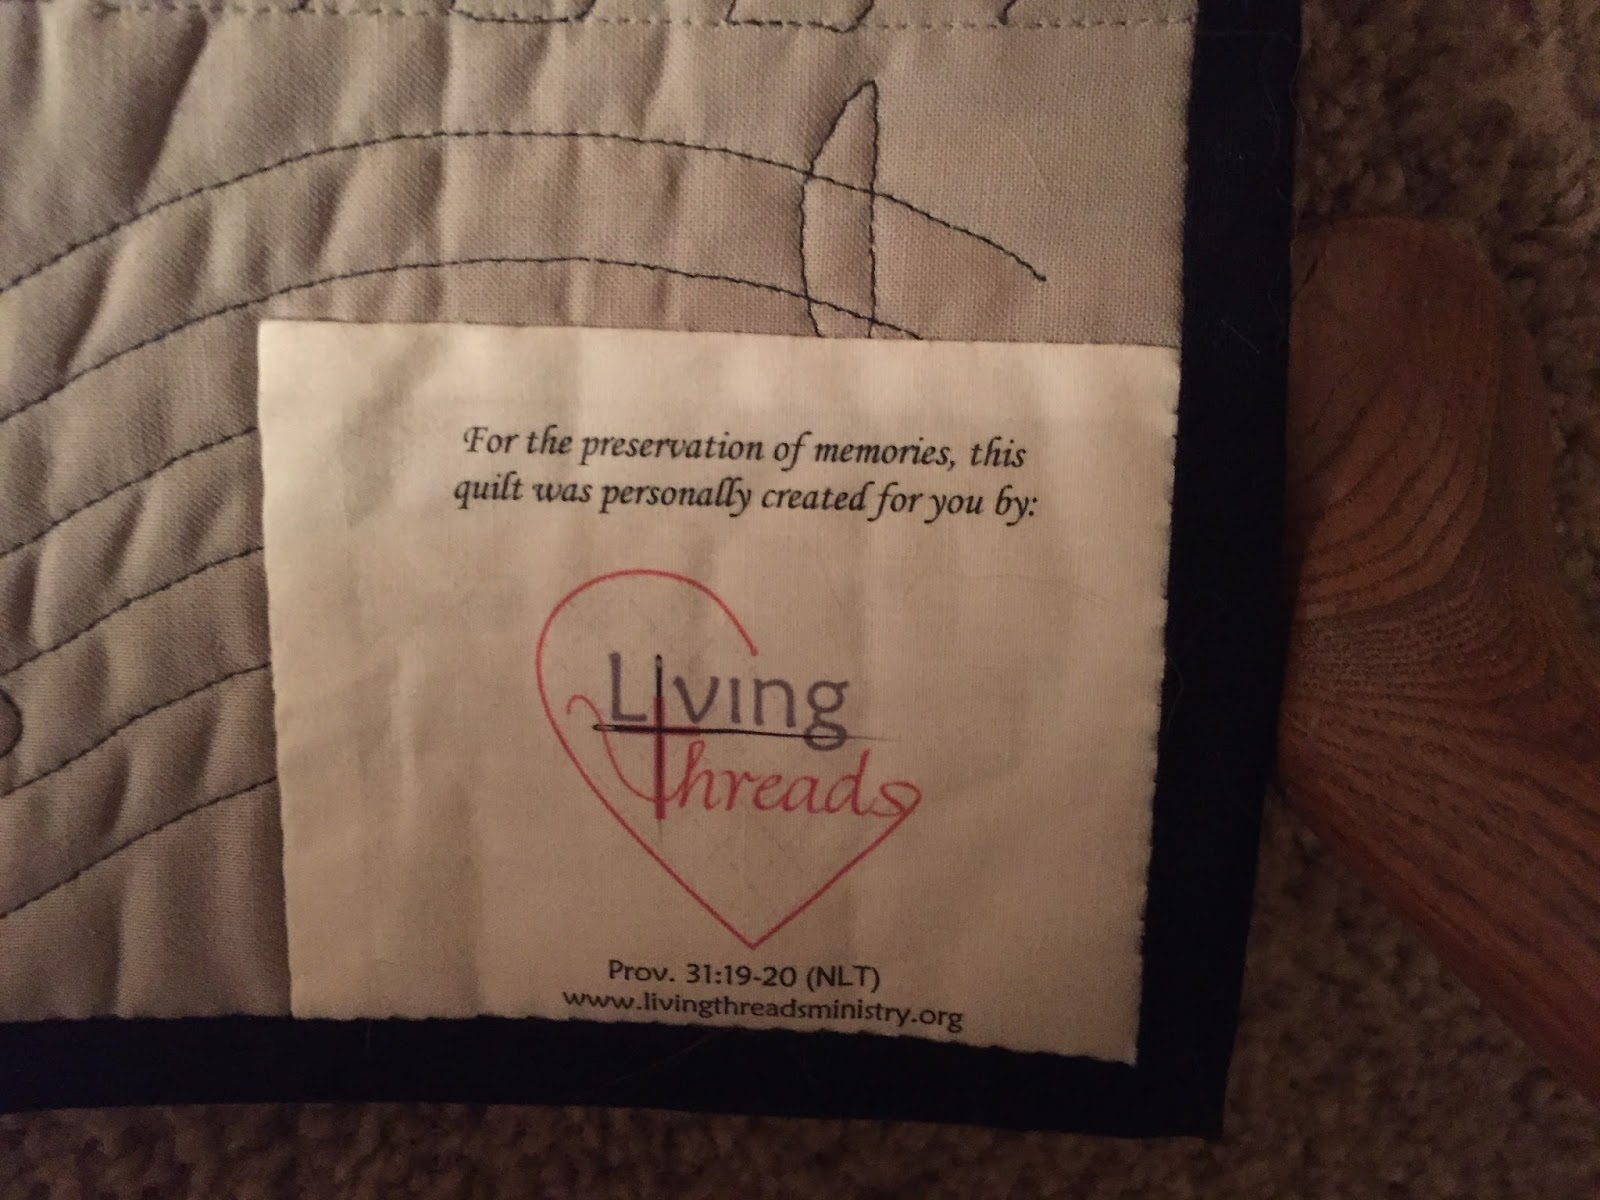 For the preservation of memories, this
quilt was personally created for you by:
Living
Threads
Prov. 31:19-20 (NLT)
www.livingthreadsministry.org